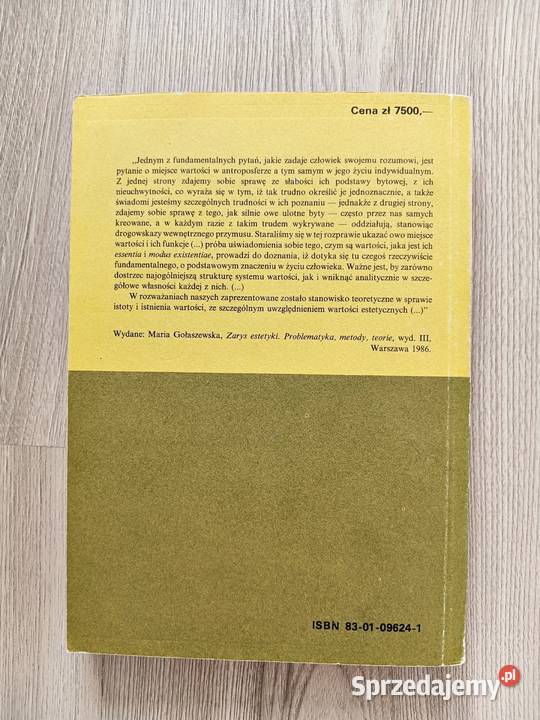 Cena zł 7500,—
„Jednym z fundamentalnych pytań, jakie zadaje człowiek swojemu rozumowi, jest
pytanie o miejsce wartości w antroposferze a tym samym w jego życiu indywidualnym.
Z jednej strony zdajemy sobie sprawę ze słabości ich podstawy bytowej, z ich
nieuchwytności, co wyraża się w tym, iż tak trudno określić je jednoznacznie, a także
świadomi jesteśmy szczególnych trudności w ich poznaniu — jednakże z drugiej strony,
zdajemy sobie sprawę z tego, jak silnie owe ulotne byty — często przez nas samych
kreowane, a w każdym razie z takim trudem wykrywane — oddziałują, stanowiąc
drogowskazy wewnętrznego przymusu. Staraliśmy się w tej rozprawie ukazać owo miejsce
wartości i ich funkcje (...) próba uświadomienia sobie tego, czym są wartości, jaka jest ich
essentia i modus existentiae, prowadzi do doznania, iż dotyka się tu czegoś rzeczywiście
fundamentalnego, o podstawowym znaczeniu w życiu człowieka. Ważne jest, by zarówno
dostrzec najogólniejszą strukturę systemu wartości, jak i wniknąć analitycznie w szcze-
gółowe własności każdej z nich. (...)
W rozważaniach naszych zaprezentowane zostało stanowisko teoretyczne w sprawie
istoty i istnienia wartości, ze szczególnym uwzględnieniem wartości estetycznych (...)”
Wydane: Maria Gołaszewska, Zarys estetyki. Problematyka, metody, teorie, wyd. III,
Warszawa 1986.
ISBN 83-01-09624-1
Sprzedajemy.pl